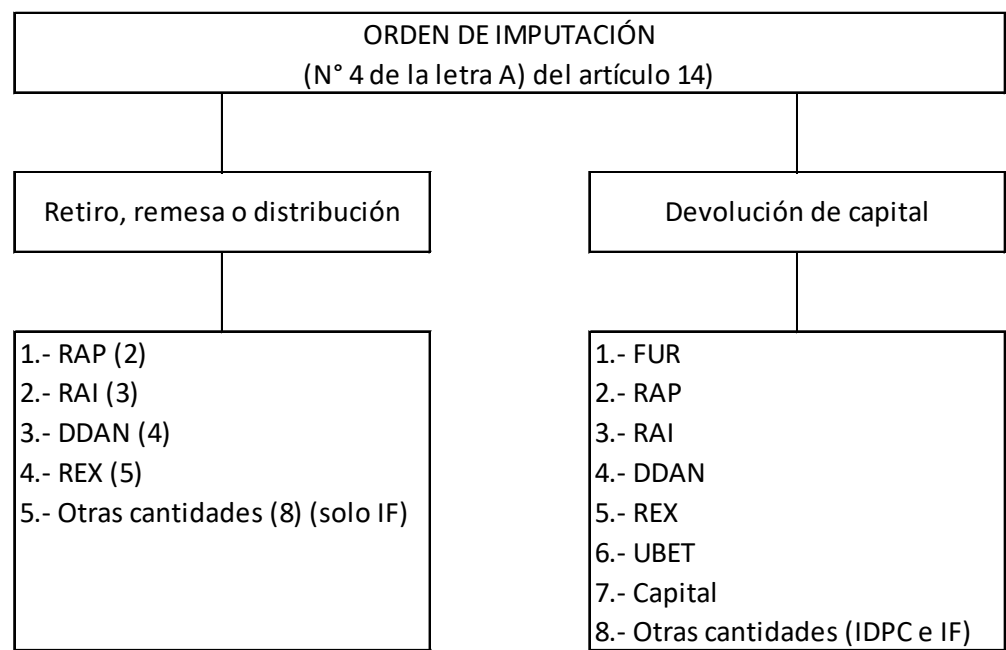 ORDEN DE IMPUTACIÓN
(N° 4 de la letra A) del artículo 14)
Retiro, remesa o distribución
1.- RAP (2)
2.- RAI (3)
3.- DDAN (4)
4.- REX (5)
5.- Otras cantidades (8) (solo IF)
Devolución de capital
1.- FUR
2.- RAP
3.- RAI
4.- DDAN
5.- REX
6.- UBET
7.- Capital
8.- Otras cantidades (IDPC e IF)